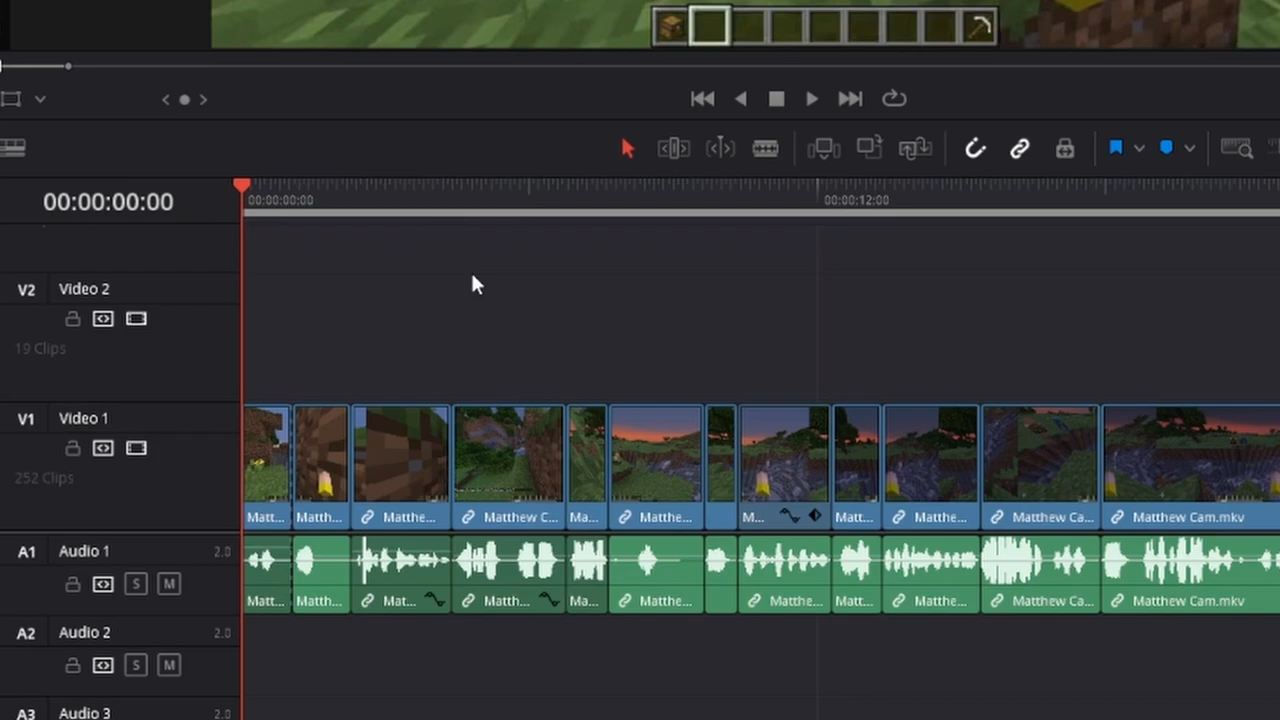 00:00:00:00
00:00:00:00
00:00:12:00
V2 Video 2
19 Clips
V1 Video 1
252 Clips
Matt... Matth... Matthe... Matthew C... Ma... Matthe... M... Matt... Matthe... Matthew Ca... Matthew Cam.mkv
A1 Audio 1 2.0
S M
Matt... Matth... Mat... Matth... Ma... Matthe... Matthe... Matt... Matthe... Matthew Ca... Matthew Cam.mkv
A2 Audio 2 2.0
S M
A3 Audio 3 2.0